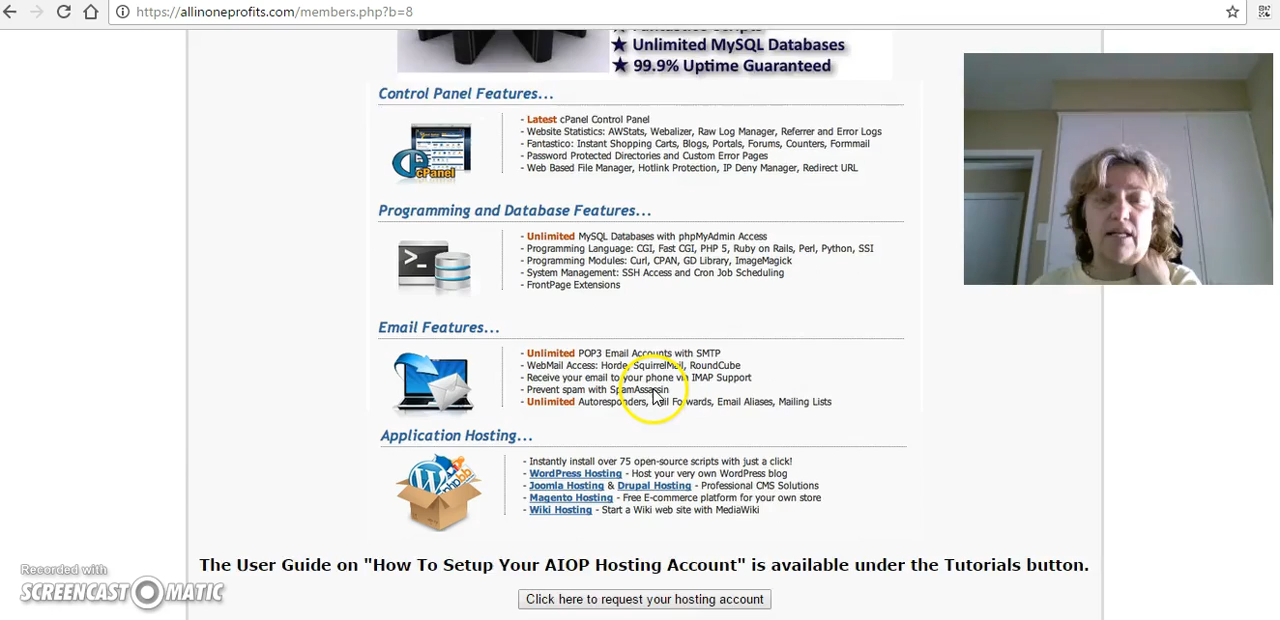 https://allinoneprofits.com/members.php?b=8
★ Unlimited MySQL Databases
★ 99.9% Uptime Guaranteed
Control Panel Features...
- Latest cPanel Control Panel
- Website Statistics: AWStats, Webalizer, Raw Log Manager, Referrer and Error Logs
- Fantastico: Instant Shopping Carts, Blogs, Portals, Forums, Counters, Formmail
- Password Protected Directories and Custom Error Pages
- Web Based File Manager, Hotlink Protection, IP Deny Manager, Redirect URL
cPanel
Programming and Database Features...
- Unlimited MySQL Databases with phpMyAdmin Access
- Programming Language: CGI, Fast CGI, PHP 5, Ruby on Rails, Perl, Python, SSI
- Programming Modules: Curl, CPAN, GD Library, ImageMagick
- System Management: SSH Access and Cron Job Scheduling
- FrontPage Extensions
Email Features...
- Unlimited POP3 Email Accounts with SMTP
- WebMail Access: Horde, SquirrelMail, RoundCube
- Receive your email to your phone via IMAP Support
- Prevent spam with SpamAssassin
- Unlimited Autoresponders, Mail Forwards, Email Aliases, Mailing Lists
Application Hosting...
- Instantly install over 75 open-source scripts with just a click!
- WordPress Hosting - Host your very own WordPress blog
- Joomla Hosting & Drupal Hosting - Professional CMS Solutions
- Magento Hosting - Free E-commerce platform for your own store
- Wiki Hosting - Start a Wiki web site with MediaWiki
The User Guide on "How To Setup Your AIOP Hosting Account" is available under the Tutorials button.
Click here to request your hosting account
Recorded with
SCREENCAST MATIC